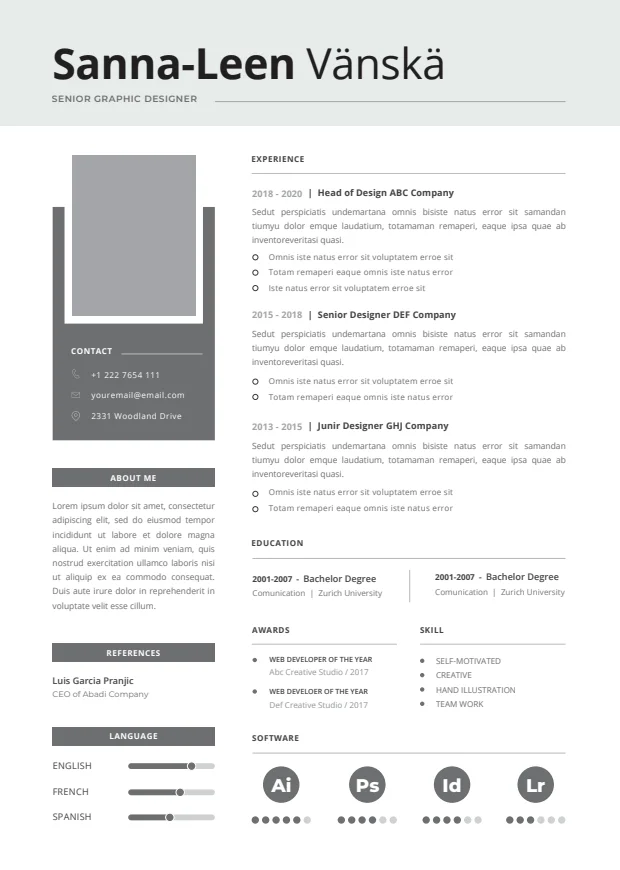 Sanna-Leen Vänskä
SENIOR GRAPHIC DESIGNER
CONTACT
+1 222 7654 111
youremail@email.com
2331 Woodland Drive
ABOUT ME
Lorem ipsum dolor sit amet, consectetur
adipiscing elit, sed do eiusmod tempor
incididunt ut labore et dolore magna
aliqua. Ut enim ad minim veniam, quis
nostrud exercitation ullamco laboris nisi
ut aliquip ex ea commodo consequat.
Duis aute irure dolor in reprehenderit in
voluptate velit esse cillum.
REFERENCES
Luis Garcia Pranjic
CEO of Abadi Company
LANGUAGE
ENGLISH
FRENCH
SPANISH
EXPERIENCE
2018 - 2020 | Head of Design ABC Company
Sedut perspiciatis undemartana omnis bisiste natus error sit samandan
tiumyu dolor emque laudatium, totamaman remaperi, eaque ipsa quae ab
inventoreveritasi quasi.
Omnis iste natus error sit voluptatem erroe sit
Totam remaperi eaque omnis iste natus error
Iste natus error sit voluptatem erroe sit
2015 - 2018 | Senior Designer DEF Company
Sedut perspiciatis undemartana omnis bisiste natus error sit samandan
tiumyu dolor emque laudatium, totamaman remaperi, eaque ipsa quae ab
inventoreveritasi quasi.
Omnis iste natus error sit voluptatem erroe sit
Totam remaperi eaque omnis iste natus error
2013 - 2015 | Junir Designer GHJ Company
Sedut perspiciatis undemartana omnis bisiste natus error sit samandan
tiumyu dolor emque laudatium, totamaman remaperi, eaque ipsa quae ab
inventoreveritasi quasi.
Omnis iste natus error sit voluptatem erroe sit
Totam remaperi eaque omnis iste natus error
EDUCATION
2001-2007 - Bachelor Degree
Comunication | Zurich University
2001-2007 - Bachelor Degree
Comunication | Zurich University
AWARDS
WEB DEVELOPER OF THE YEAR
Abc Creative Studio / 2017
WEB DEVELOER OF THE YEAR
Def Creative Studio / 2017
SKILL
SELF-MOTIVATED
CREATIVE
HAND ILLUSTRATION
TEAM WORK
SOFTWARE
Ai
Ps
Id
Lr